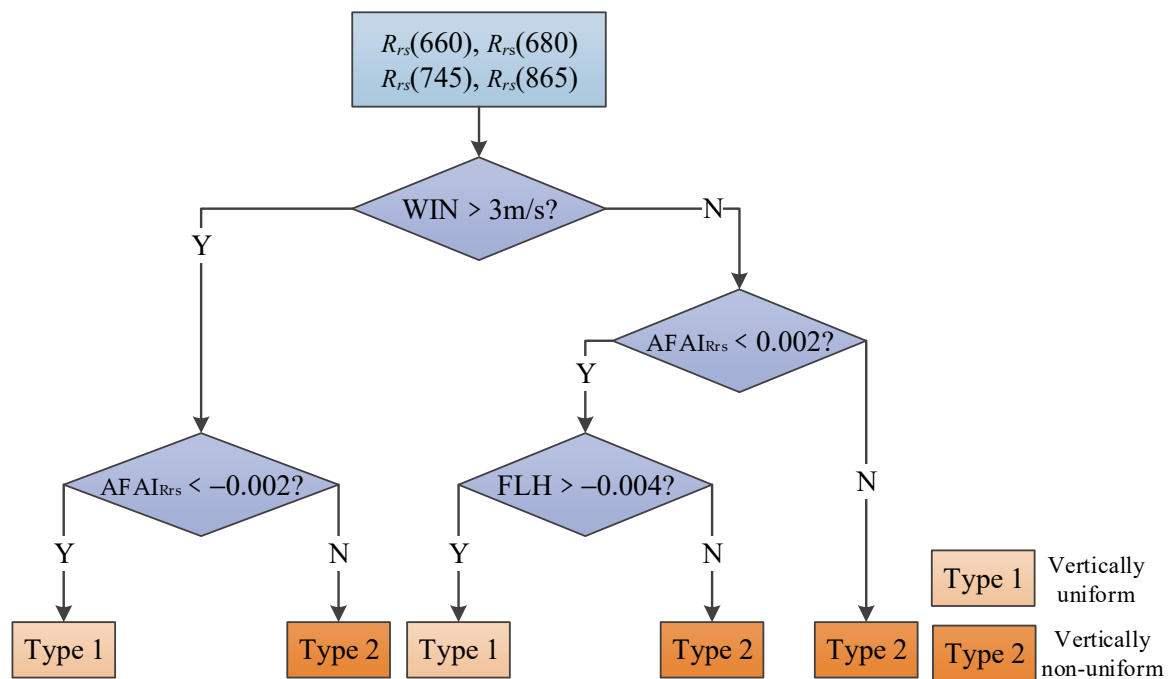 Rrs(660), Rrs(680)
Rrs(745), Rrs(865)
WIN > 3m/s?
Y
N
AFAIRrs < 0.002?
Y
N
AFAIRrs < –0.002?
FLH > –0.004?
Y
N
Y
N
Type 1
Type 2
Type 1
Type 2
Type 2
Type 1
Vertically
uniform
Type 2
Vertically
non-uniform